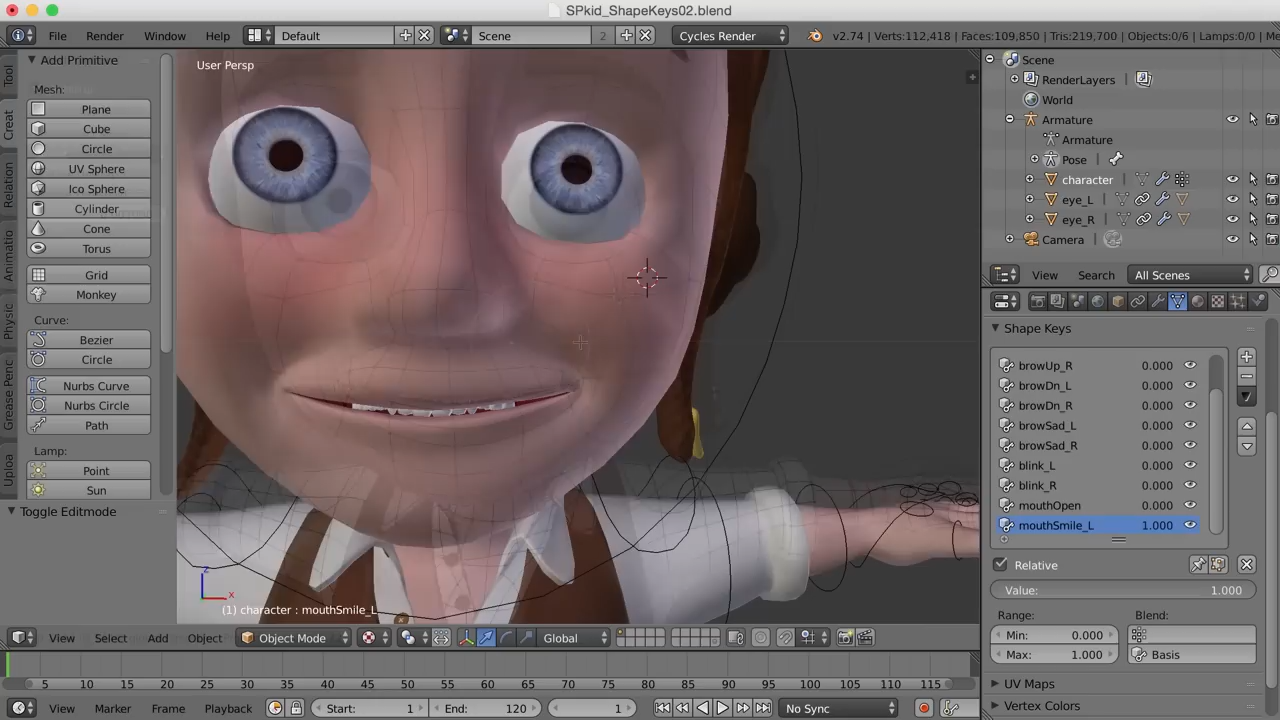 SPkid_ShapeKeys02.blend
File Render Window Help Default Scene 2 Cycles Render v2.74 | Verts:112,418 | Faces:109,850 | Tris:219,700 | Objects:0/6 | Lamps:0/0 | Me
Tool
Creat
Relation
Animatio
Physic
Grease Penc
Uploa
Add Primitive
Mesh:
Plane
Cube
Circle
UV Sphere
Ico Sphere
Cylinder
Cone
Torus
Grid
Monkey
Curve:
Bezier
Circle
Nurbs Curve
Nurbs Circle
Path
Lamp:
Point
Sun
Toggle Editmode
User Persp
z
x
(1) character : mouthSmile_L
View Select Add Object Object Mode Global
5 10 15 20 25 30 35 40 45 50 55 60 65 70 75 80 85 90 95 100 105 110 115
View Marker Frame Playback Start: 1 End: 120 1 No Sync
Scene
RenderLayers
World
Armature
Armature
Pose
character
eye_L
eye_R
Camera
View Search All Scenes
Shape Keys
browUp_R 0.000
browDn_L 0.000
browDn_R 0.000
browSad_L 0.000
browSad_R 0.000
blink_L 0.000
blink_R 0.000
mouthOpen 0.000
mouthSmile_L 1.000
Relative
Value: 1.000
Range: Blend:
Min: 0.000
Max: 1.000 Basis
UV Maps
Vertex Colors